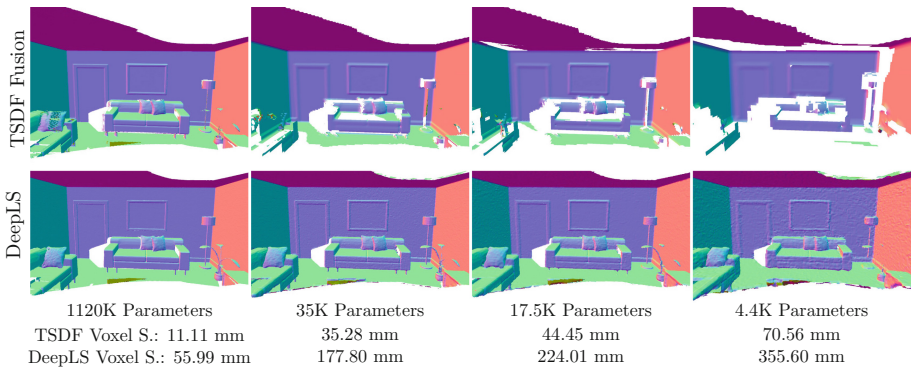 TSDF Fusion
DeepLS
1120K Parameters 35K Parameters 17.5K Parameters 4.4K Parameters
TSDF Voxel S.: 11.11 mm 35.28 mm 44.45 mm 70.56 mm
DeepLS Voxel S.: 55.99 mm 177.80 mm 224.01 mm 355.60 mm